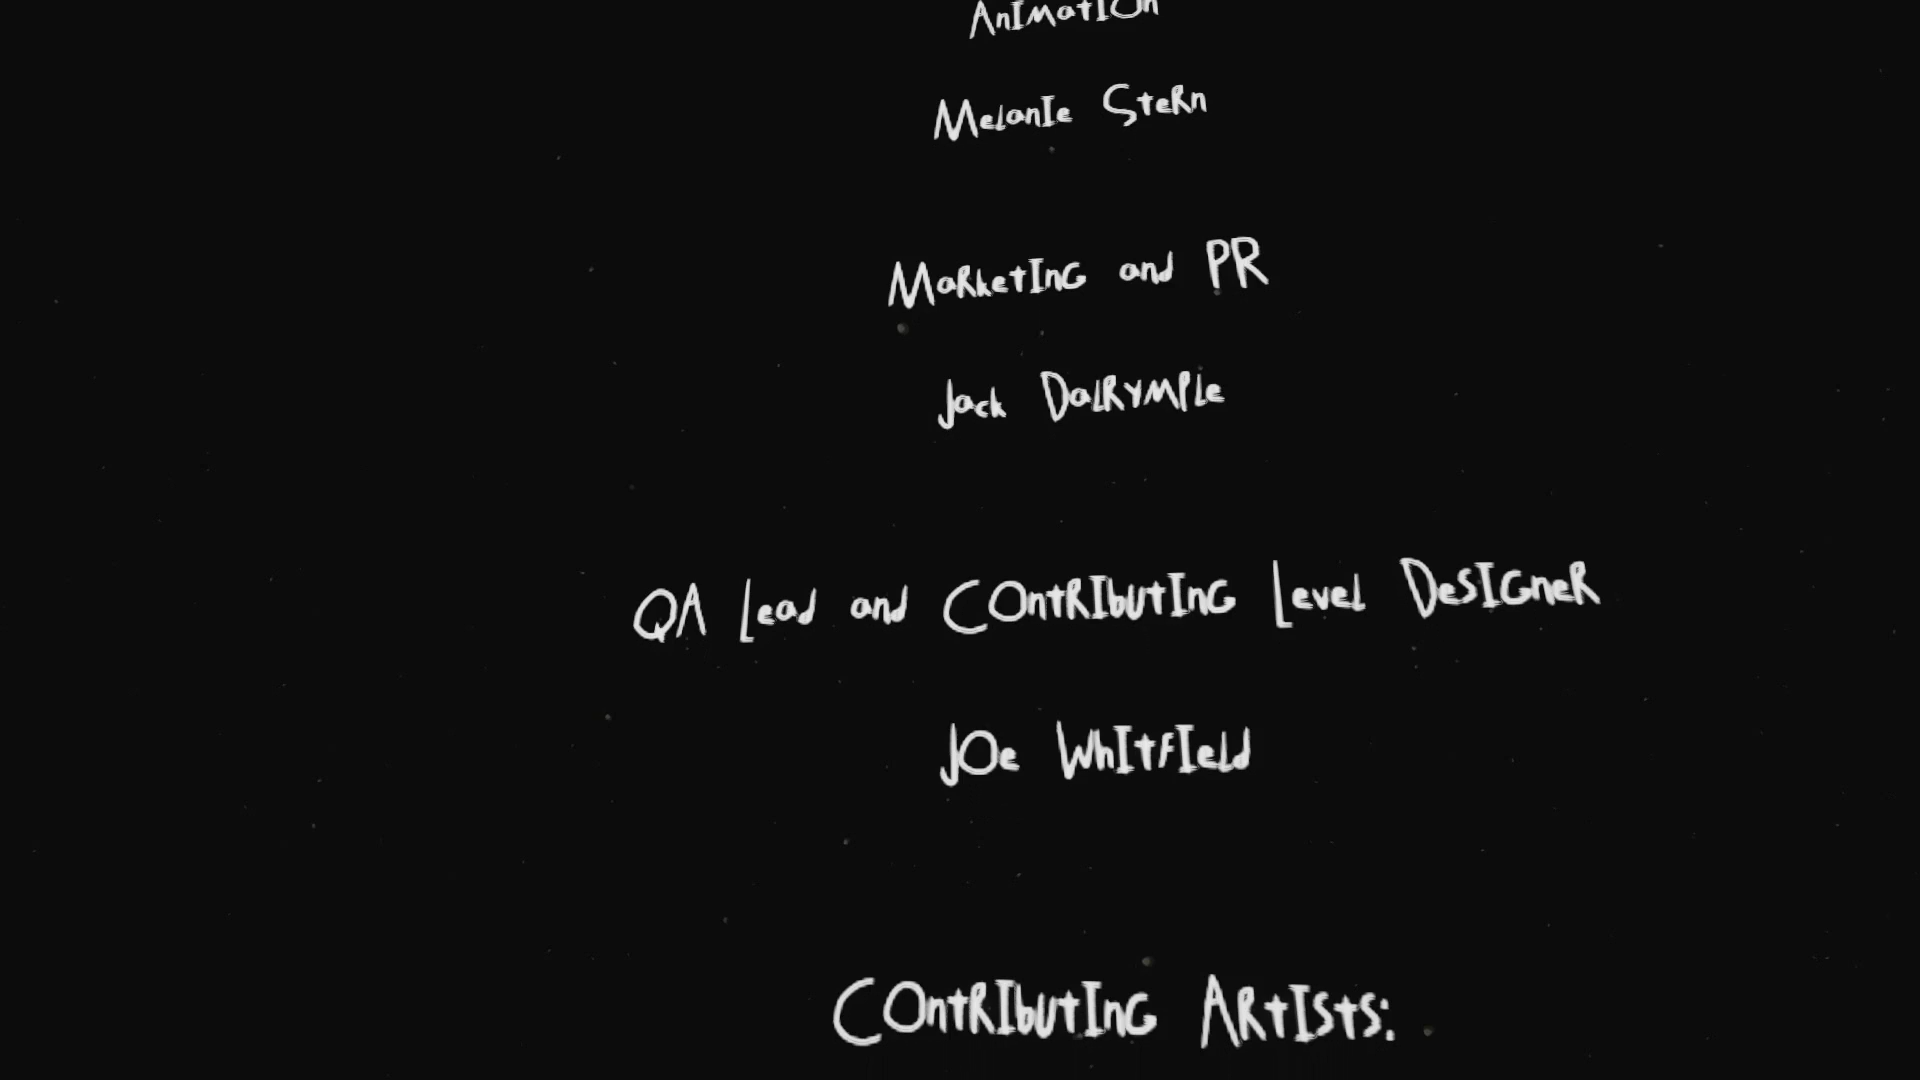 Animation
Melanie Stern
Marketing and PR
Jack Dalrymple
QA Lead and Contributing Level Designer
Joe Whitfield
Contributing Artists: